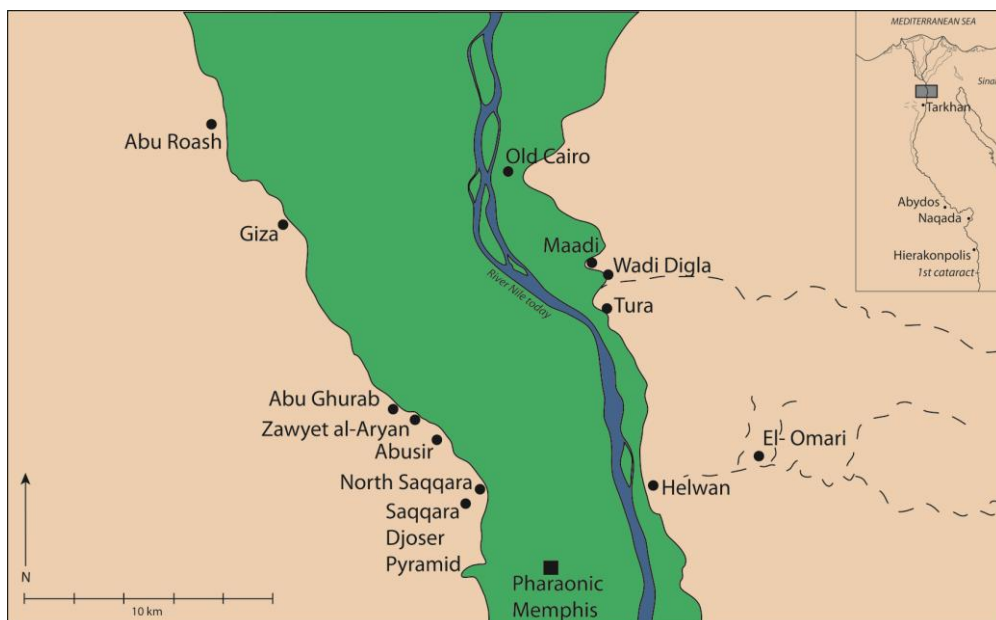 MEDITERRANEAN SEA
Tarkhan
Abydos
Naqada
Hierakonpolis
1st cataract
Abu Roash
Old Cairo
Giza
Maadi
Wadi Digla
River Nile today
Tura
Abu Ghurab
Zawyet al-Aryan
Abusir
El- Omari
North Saqqara
Helwan
Saqqara
Djoser
Pyramid
Pharaonic
Memphis
N
10 km